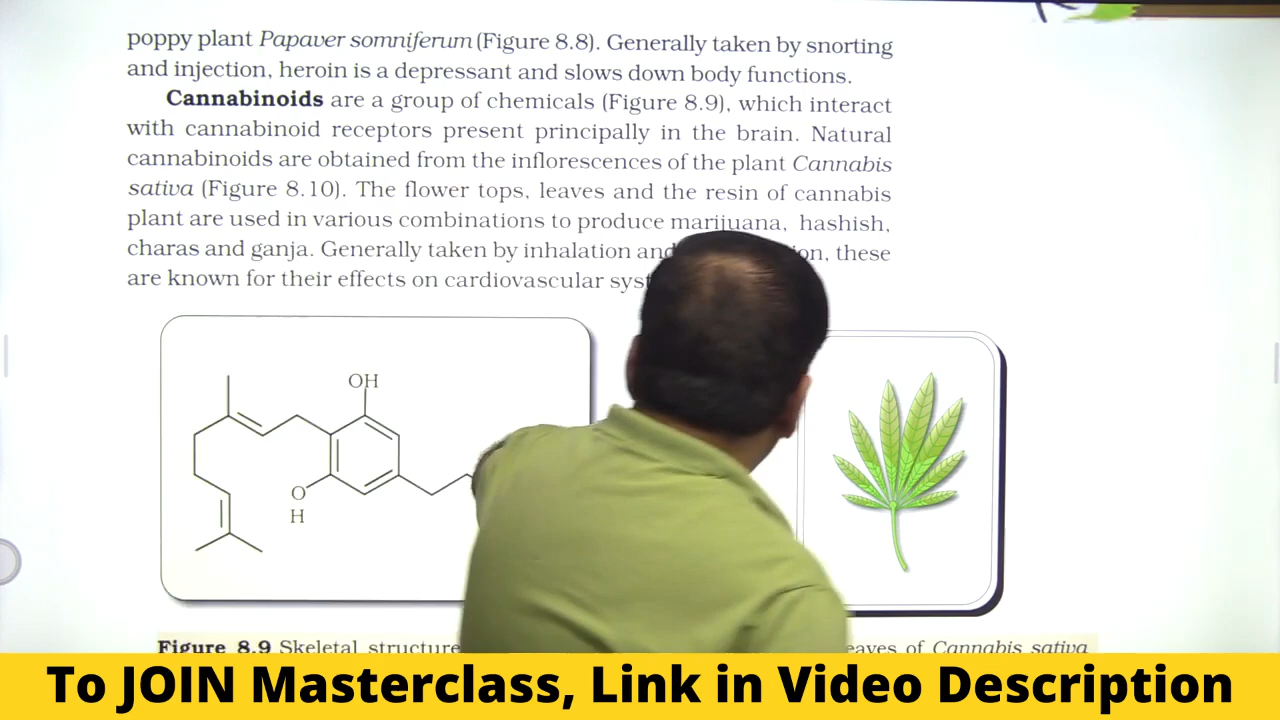 poppy plant Papaver somniferum (Figure 8.8). Generally taken by snorting
and injection, heroin is a depressant and slows down body functions.
Cannabinoids are a group of chemicals (Figure 8.9), which interact
with cannabinoid receptors present principally in the brain. Natural
cannabinoids are obtained from the inflorescences of the plant Cannabis
sativa (Figure 8.10). The flower tops, leaves and the resin of cannabis
plant are used in various combinations to produce marijuana, hashish,
charas and ganja. Generally taken by inhalation and on, these
are known for their effects on cardiovascular syst
OH
O
H
Figure 8.9 Skeletal structure
eaves of Cannabis sativa
To JOIN Masterclass, Link in Video Description